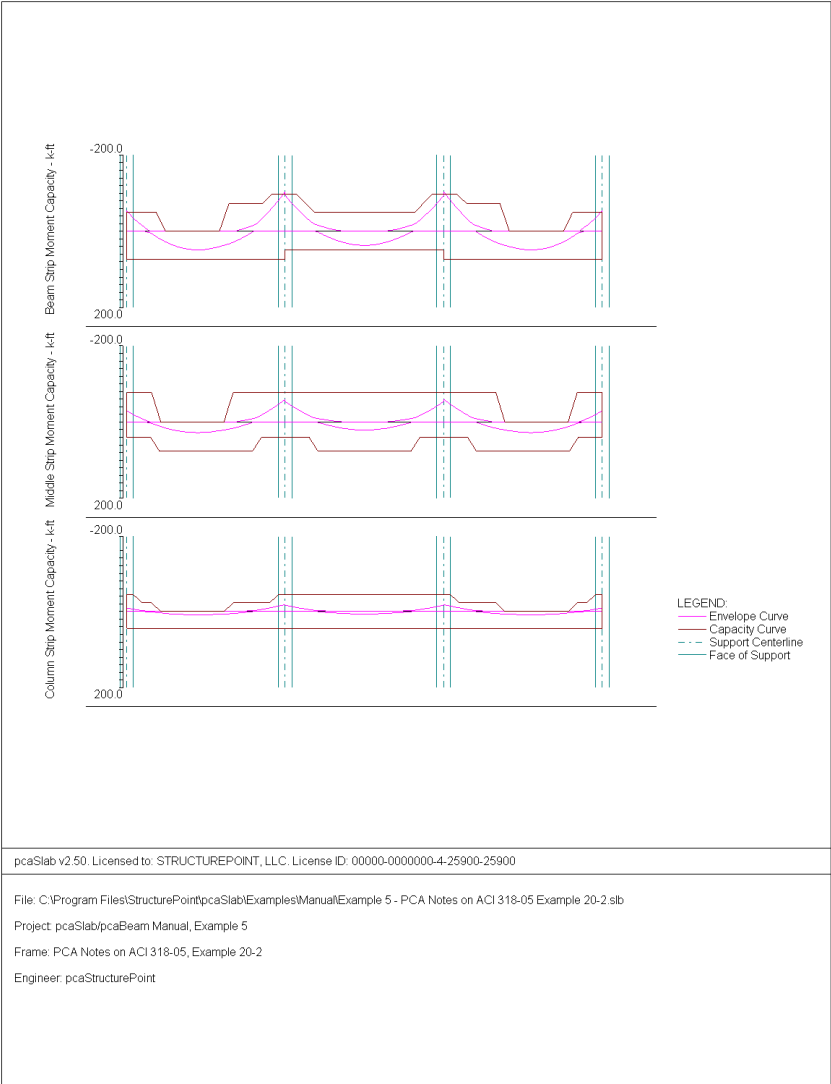 Beam Strip Moment Capacity - k-ft
-200.0
200.0
Middle Strip Moment Capacity - k-ft
-200.0
200.0
Column Strip Moment Capacity - k-ft
-200.0
200.0
LEGEND:
Envelope Curve
Capacity Curve
Support Centerline
Face of Support
pcaSlab v2.50. Licensed to: STRUCTUREPOINT, LLC. License ID: 00000-0000000-4-25900-25900
File: C:\Program Files\StructurePoint\pcaSlab\Examples\Manual\Example 5 - PCA Notes on ACI 318-05 Example 20-2.slb
Project: pcaSlab/pcaBeam Manual, Example 5
Frame: PCA Notes on ACI 318-05, Example 20-2
Engineer: pcaStructurePoint